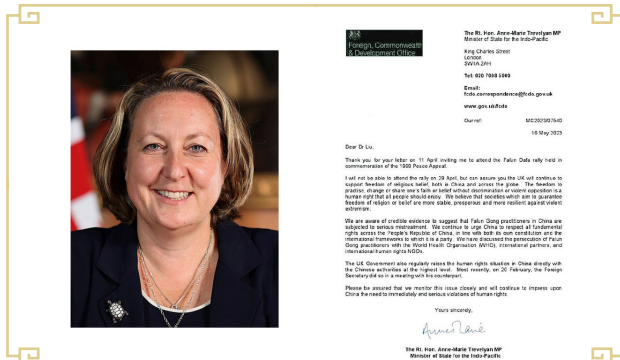 Foreign, Commonwealth
& Development Office
The Rt. Hon. Anne-Marie Trevelyan MP
Minister of State for the Indo-Pacific
King Charles Street
London
SW1A 2AH
Tel: 020 7008 5000
Email:
fcdo.correspondence@fcdo.gov.uk
www.gov.uk/fcdo
Our ref: MC2023/07540
16 May 2023
Dear Dr Liu,
Thank you for your letter on 11 April inviting me to attend the Falun Dafa rally held in
commemoration of the 1999 Peace Appeal.
I will not be able to attend the rally on 29 April, but can assure you the UK will continue to
support freedom of religious belief, both is China and across the globe. The freedom to
practise, change or share one's faith or belief without discrimination or violent opposition is a
human right that all people should enjoy. We believe that societies which aim to guarantee
freedom of religion or belief are more stable, prosperous and more resilient against violent
extremism.
We are aware of credible evidence to suggest that Falun Gong practitioners in China are
subjected to serious mistreatment. We continue to urge China to respect all fundamental
rights across the People's Republic of China, in line with both its own constitution and the
international frameworks to which it is a party. We have discussed the persecution of Falun
Gong practitioners with the World Health Organisation (WHO), international partners, and
international human rights NGOs.
The UK Government also regularly raises the human rights situation in China directly with
the Chinese authorities at the highest level. Most recently, on 20 February, the Foreign
Secretary did so in a meeting with his counterpart.
Please be assured that we monitor this issue closely and will continue to impress upon
China the need to immediately end serious violations of human rights.
Yours sincerely,
Anne-Marie
The Rt. Hon. Anne-Marie Trevelyan MP
Minister of State for the Indo-Pacific